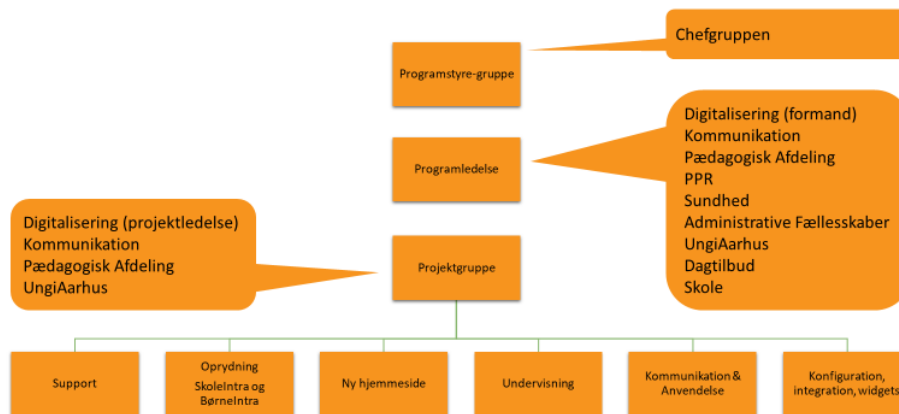 Chefgruppen
Programstyre-gruppe
Digitalisering (formand)
Kommunikation
Pædagogisk Afdeling
PPR
Sundhed
Administrative Fællesskaber
UngiAarhus
Dagtilbud
Skole
Programledelse
Digitalisering (projektledelse)
Kommunikation
Pædagogisk Afdeling
UngiAarhus
Projektgruppe
Support
Oprydning
SkoleIntra og
BørneIntra
Ny hjemmeside
Undervisning
Kommunikation &
Anvendelse
Konfiguration,
integration, widgets